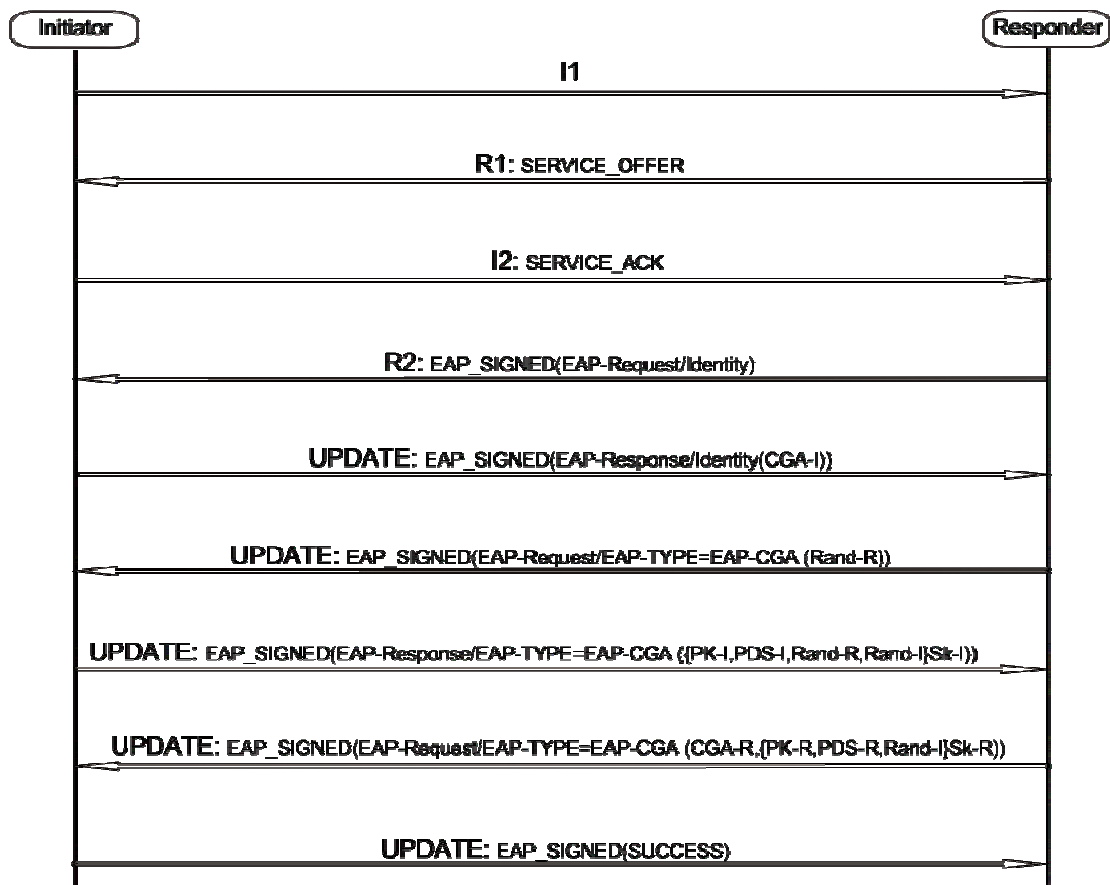 Initiator
Responder
I1
R1: SERVICE_OFFER
I2: SERVICE_ACK
R2: EAP_SIGNED(EAP-Request/Identity)
UPDATE: EAP_SIGNED(EAP-Response/Identity(CGA-I))
UPDATE: EAP_SIGNED(EAP-Request/EAP-TYPE=EAP-CGA (Rand-R))
UPDATE: EAP_SIGNED(EAP-Response/EAP-TYPE=EAP-CGA ({PK-I,PDS-I,Rand-R,Rand-I}Sk-I))
UPDATE: EAP_SIGNED(EAP-Request/EAP-TYPE=EAP-CGA (CGA-R,{PK-R,PDS-R,Rand-I}Sk-R))
UPDATE: EAP_SIGNED(SUCCESS)